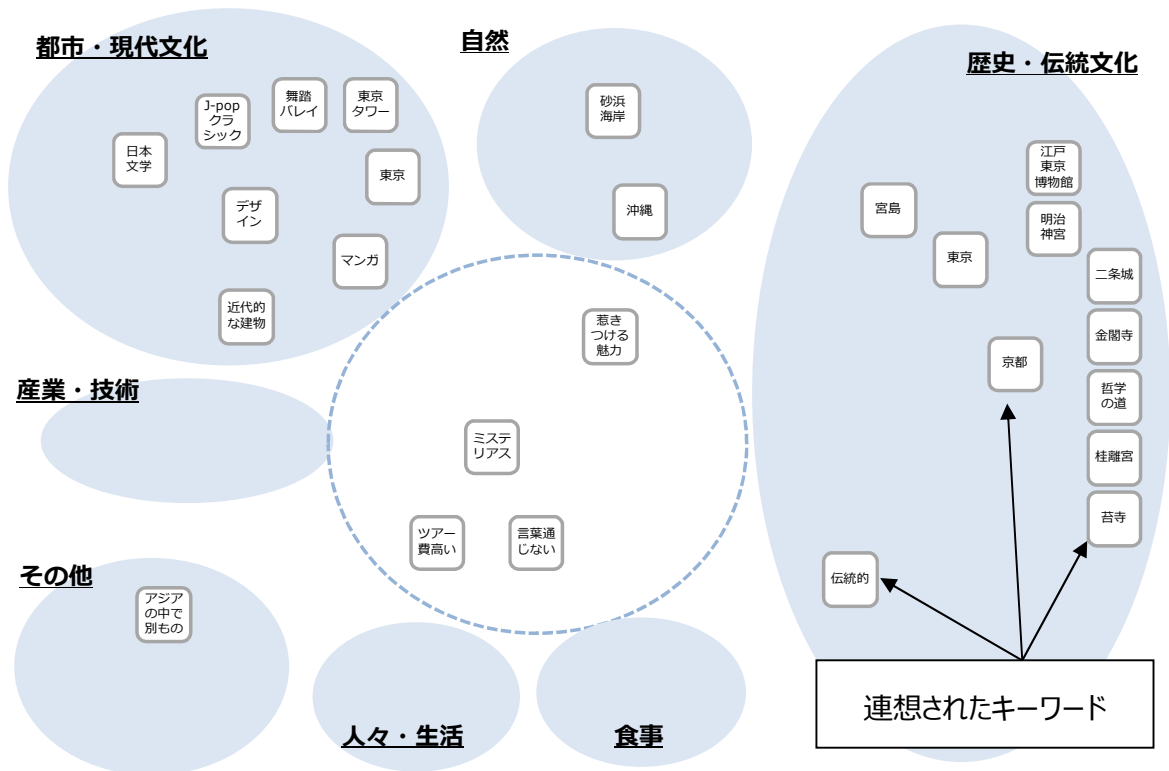 都市・現代文化
日本
文学
J-pop
クラ
シック
舞踏
バレイ
東京
タワー
東京
デザ
イン
マンガ
近代的
な建物
自然
砂浜
海岸
沖縄
歴史・伝統文化
江戸
東京
博物館
宮島
明治
神宮
東京
二条城
金閣寺
京都
哲学
の道
桂離宮
苔寺
伝統的
連想されたキーワード
惹き
つける
魅力
ミステ
リアス
ツアー
費高い
言葉通
じない
産業・技術
その他
アジア
の中で
別もの
人々・生活
食事